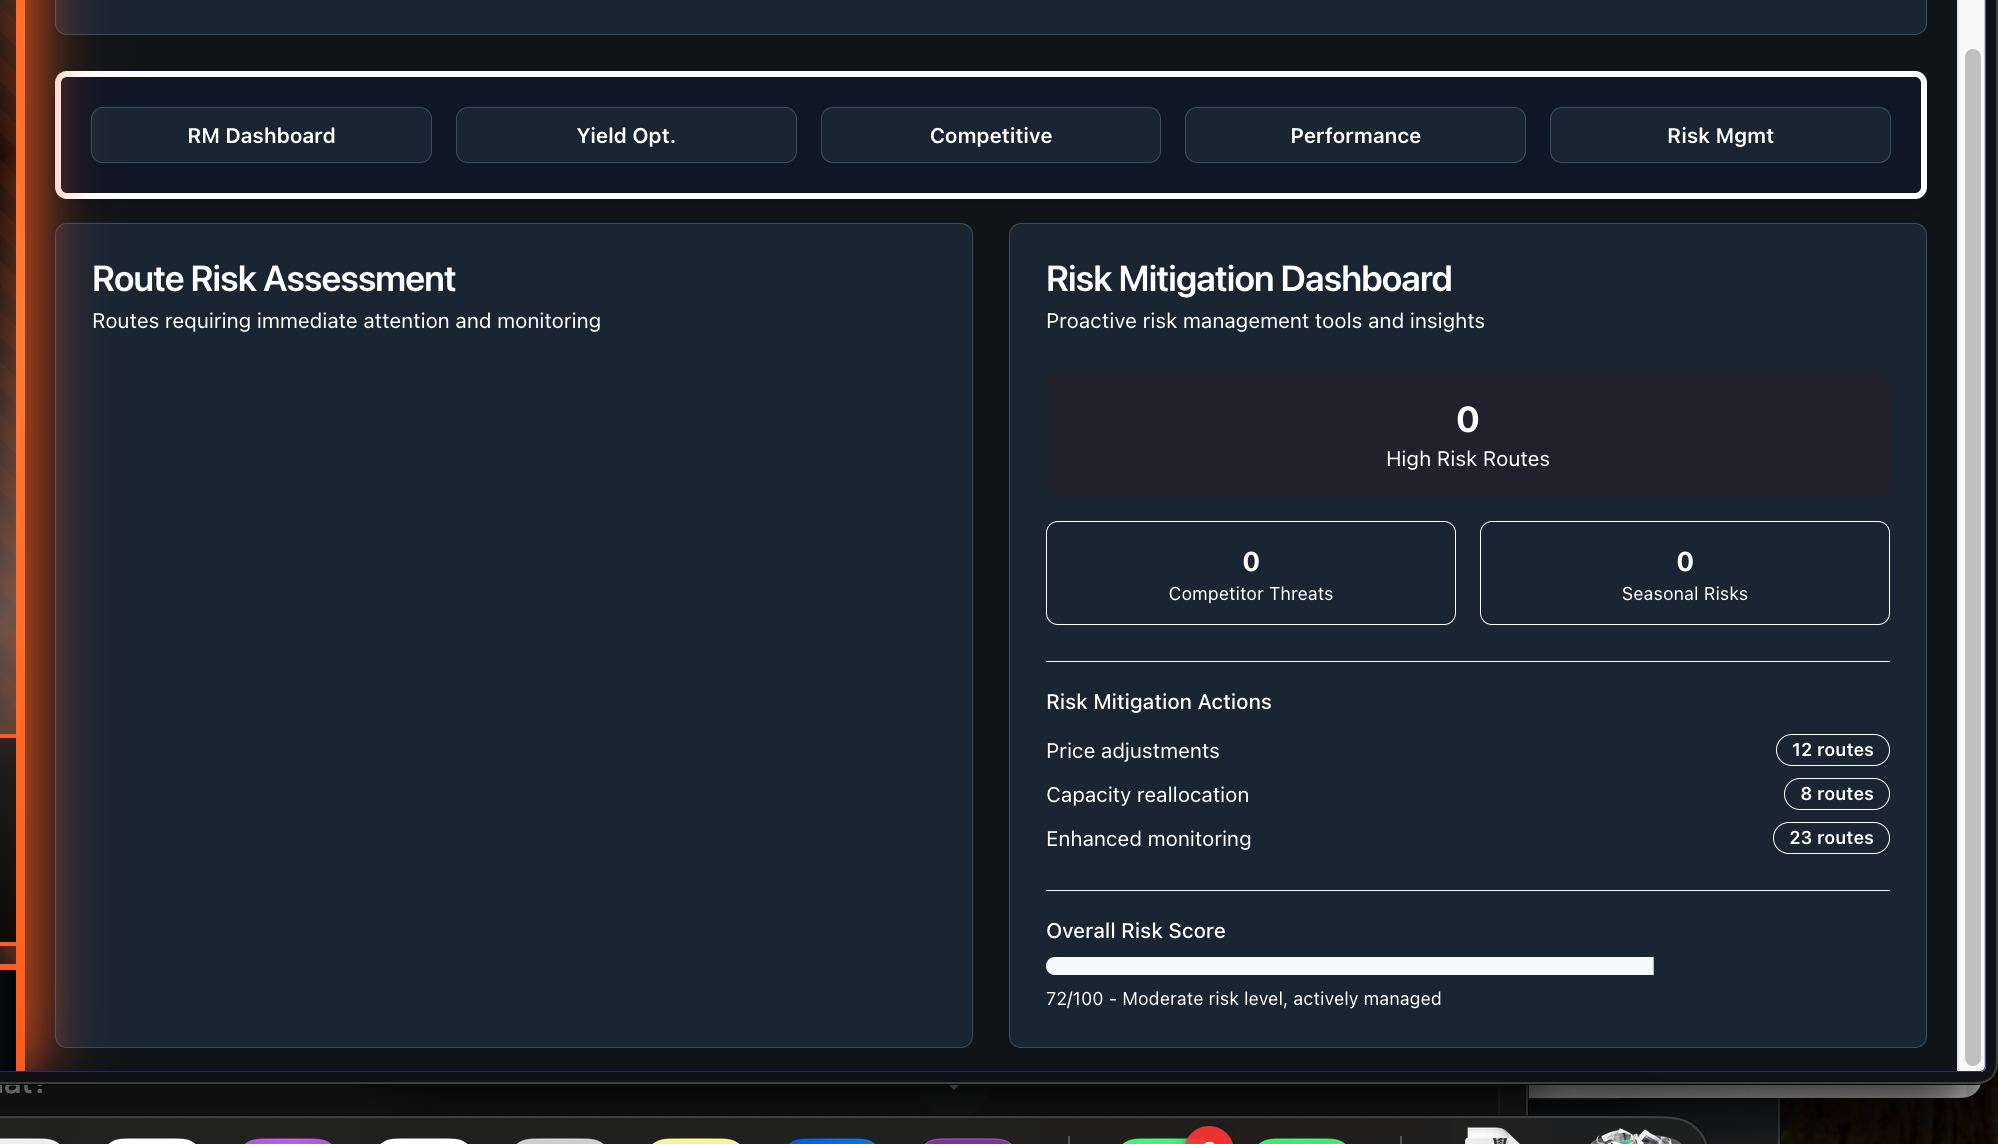 RM Dashboard
Yield Opt.
Competitive
Performance
Risk Mgmt
Route Risk Assessment
Routes requiring immediate attention and monitoring
Risk Mitigation Dashboard
Proactive risk management tools and insights
0
High Risk Routes
0
Competitor Threats
0
Seasonal Risks
Risk Mitigation Actions
Price adjustments
12 routes
Capacity reallocation
8 routes
Enhanced monitoring
23 routes
Overall Risk Score
72/100 - Moderate risk level, actively managed